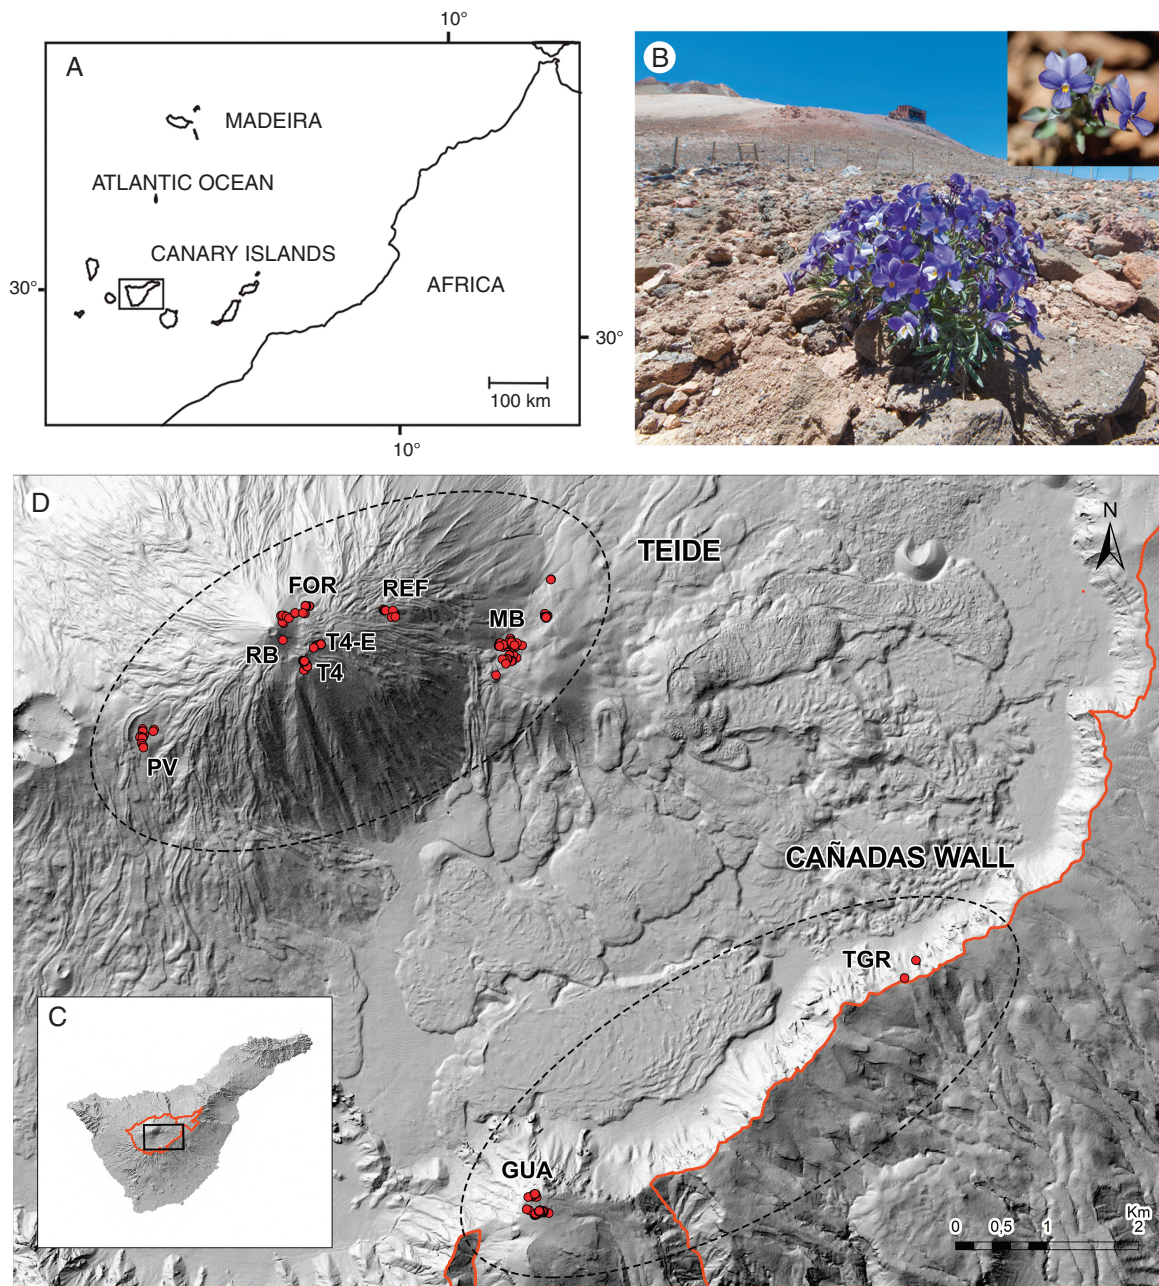 10°
A
MADEIRA
ATLANTIC OCEAN
CANARY ISLANDS
AFRICA
30°
30°
100 km
10°
B
D
N
TEIDE
FOR
REF
MB
T4-E
RB
T4
PV
CAÑADAS WALL
TGR
C
GUA
Km
0 0,5 1 2